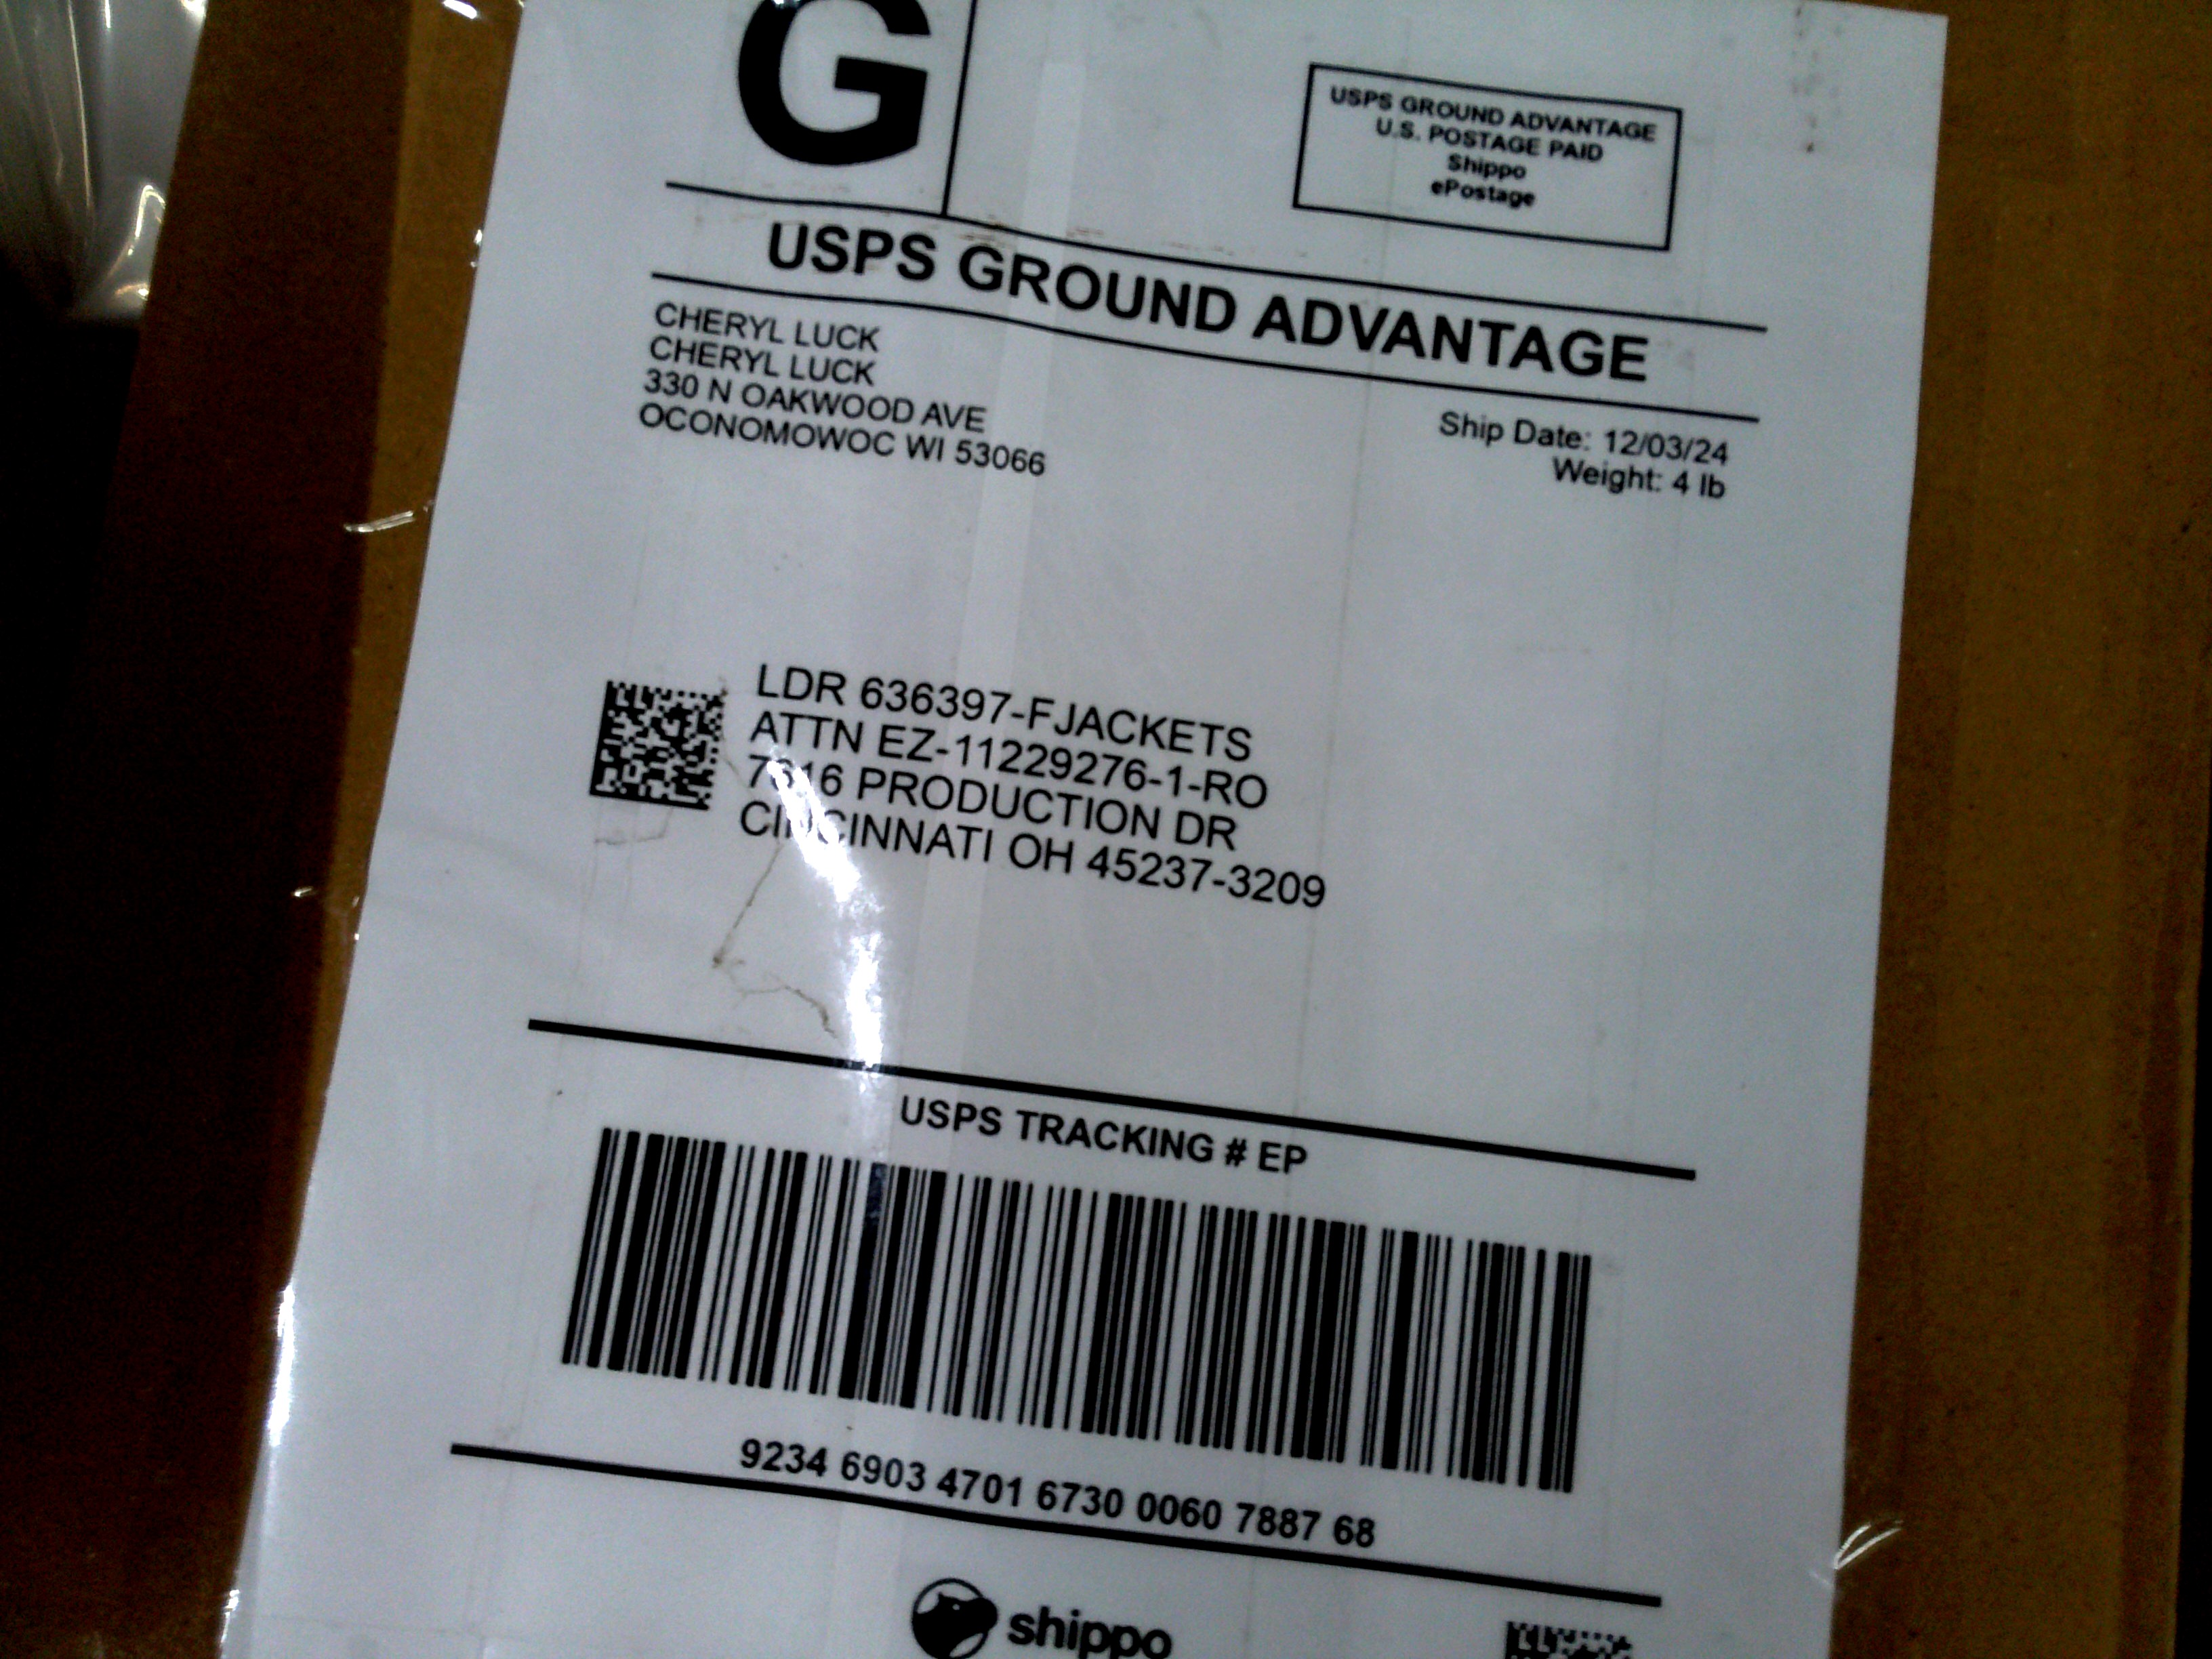 G
USPS GROUND ADVANTAGE
U.S. POSTAGE PAID
Shippo
ePostage
USPS GROUND ADVANTAGE
CHERYL LUCK
CHERYL LUCK
330 N OAKWOOD AVE
OCONOMOWOC WI 53066
Ship Date: 12/03/24
Weight: 4 lb
LDR 636397-FJACKETS
ATTN EZ-11229276-1-RO
PRODUCTION DR
CINCINNATI OH 45237-3209
USPS TRACKING # EP
9234 6903 4701 6730 0060 7887 68
shippo